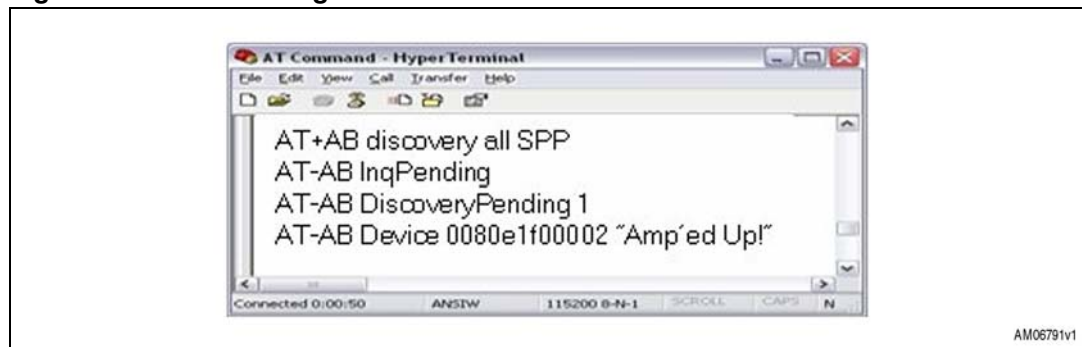 AT Command - HyperTerminal
File Edit View Call Transfer Help
AT+AB discovery all SPP
AT-AB InqPending
AT-AB DiscoveryPending 1
AT-AB Device 0080e1f00002 "Amp´ed Up!"
Connected 0:00:50 ANSIW 115200 8-N-1 SCROLL CAPS N
AM06791v1